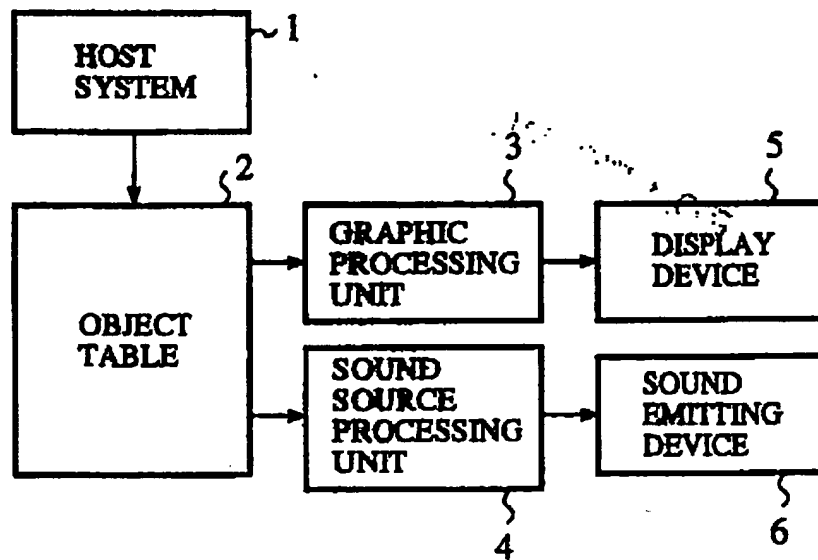 HOST
SYSTEM
1
2
OBJECT
TABLE
3
GRAPHIC
PROCESSING
UNIT
5
DISPLAY
DEVICE
SOUND
SOURCE
PROCESSING
UNIT
4
SOUND
EMITTING
DEVICE
6